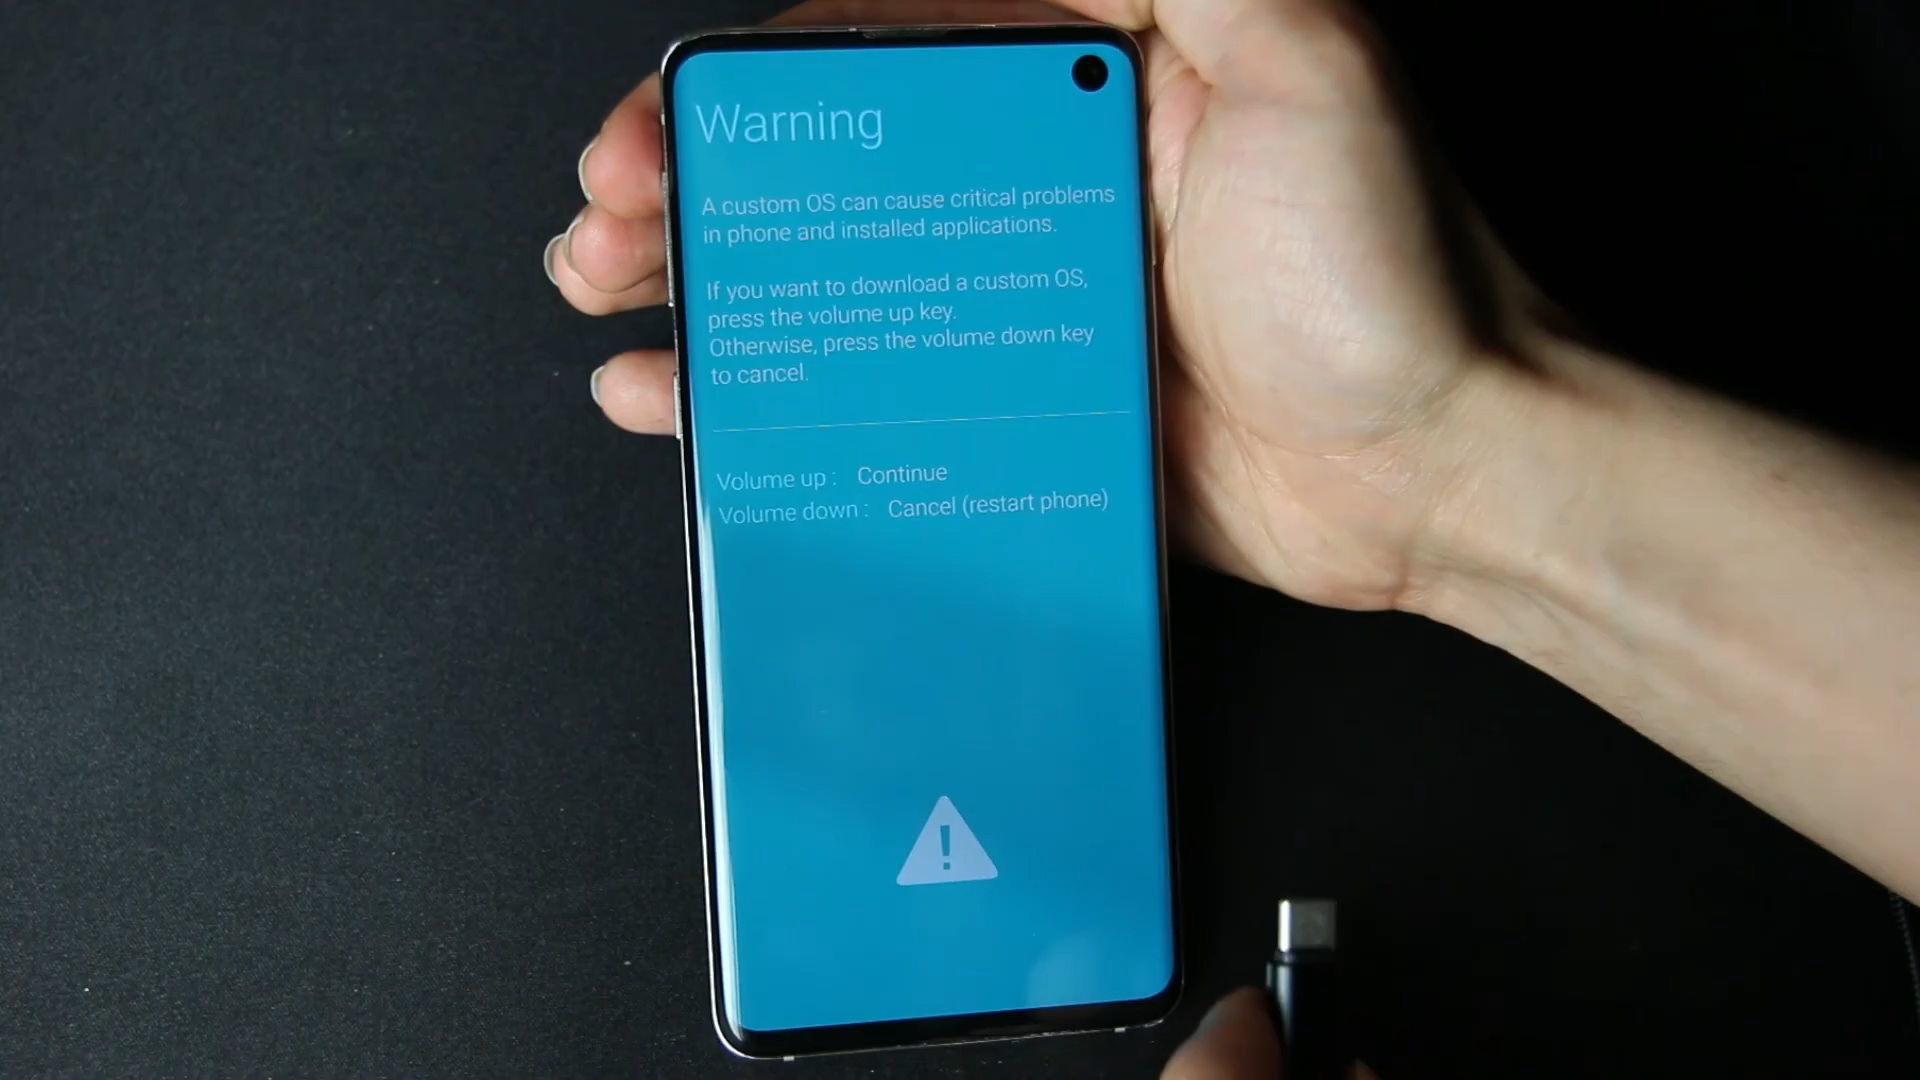 Warning
A custom OS can cause critical problems
in phone and installed applications.
If you want to download a custom OS,
press the volume up key.
Otherwise, press the volume down key
to cancel.
Volume up : Continue
Volume down : Cancel (restart phone)